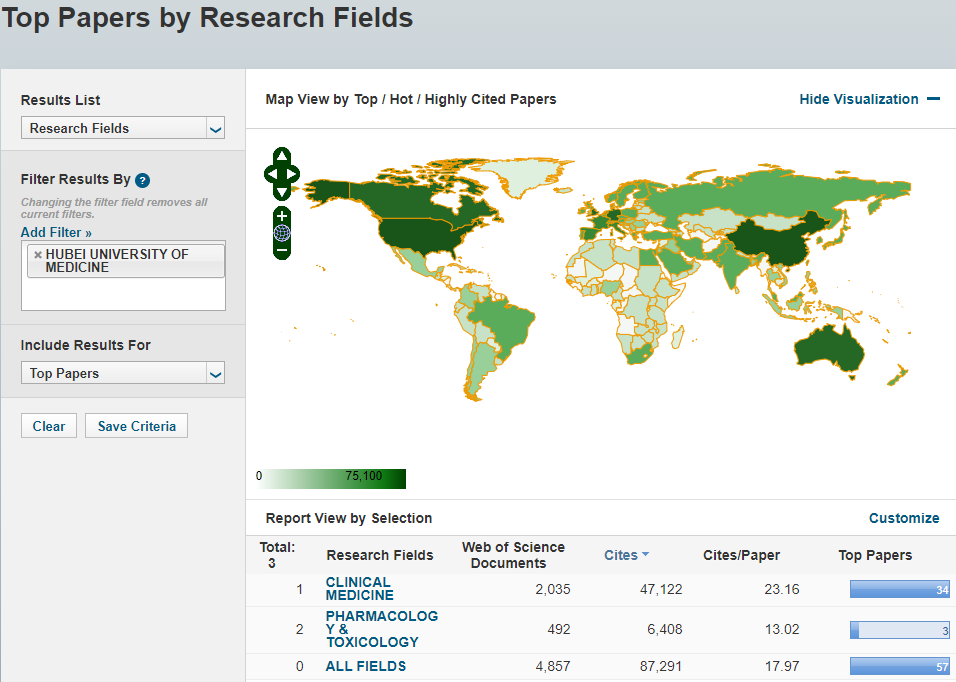 Top Papers by Research Fields
Results List
Research Fields
Filter Results By ?
Changing the filter field removes all
current filters.
Add Filter »
× HUBEI UNIVERSITY OF
MEDICINE
Include Results For
Top Papers
Clear Save Criteria
Map View by Top / Hot / Highly Cited Papers Hide Visualization
0 75,100
Report View by Selection Customize
Total:
3
Research Fields
Web of Science
Documents
Cites
Cites/Paper
Top Papers
1 CLINICAL
MEDICINE
2,035 47,122 23.16 34
2 PHARMACOLOG
Y &
TOXICOLOGY
492 6,408 13.02 3
0 ALL FIELDS 4,857 87,291 17.97 57